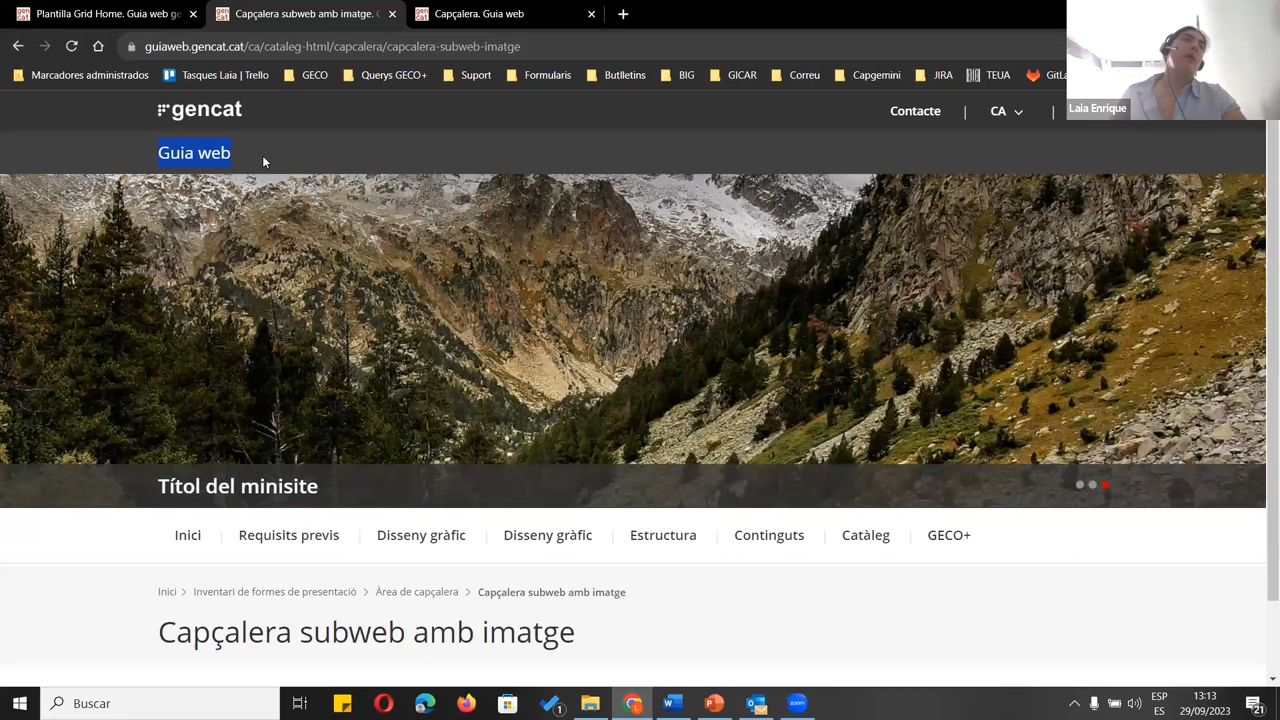 Plantilla Grid Home. Guia web ge
Capçalera subweb amb imatge. G
Capçalera. Guia web
guiaweb.gencat.cat/ca/cataleg-html/capcalera/capcalera-subweb-imatge
Marcadores administrados
Tasques Laia | Trello
GECO
Querys GECO+
Suport
Formularis
Butlletins
BIG
GICAR
Correu
Capgemini
JIRA
TEUA
GitLa
Laia Enrique
gencat
Contacte
CA
Guia web
Títol del minisite
Inici
Requisits previs
Disseny gràfic
Disseny gràfic
Estructura
Continguts
Catàleg
GECO+
Inici > Inventari de formes de presentació > Àrea de capçalera > Capçalera subweb amb imatge
Capçalera subweb amb imatge
Buscar
1
W
P
zoom
ESP
ES
13:13
29/09/2023
21